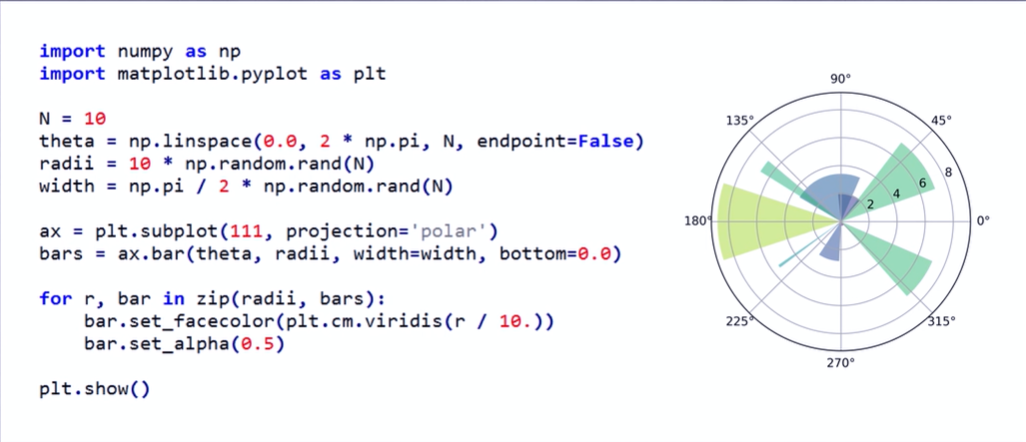 import numpy as np
import matplotlib.pyplot as plt
N = 10
theta = np.linspace(0.0, 2 * np.pi, N, endpoint=False)
radii = 10 * np.random.rand(N)
width = np.pi / 2 * np.random.rand(N)
ax = plt.subplot(111, projection='polar')
bars = ax.bar(theta, radii, width=width, bottom=0.0)
for r, bar in zip(radii, bars):
    bar.set_facecolor(plt.cm.viridis(r / 10.))
    bar.set_alpha(0.5)
plt.show()
90°
135°
45°
8
6
4
2
180°
0°
225°
315°
270°